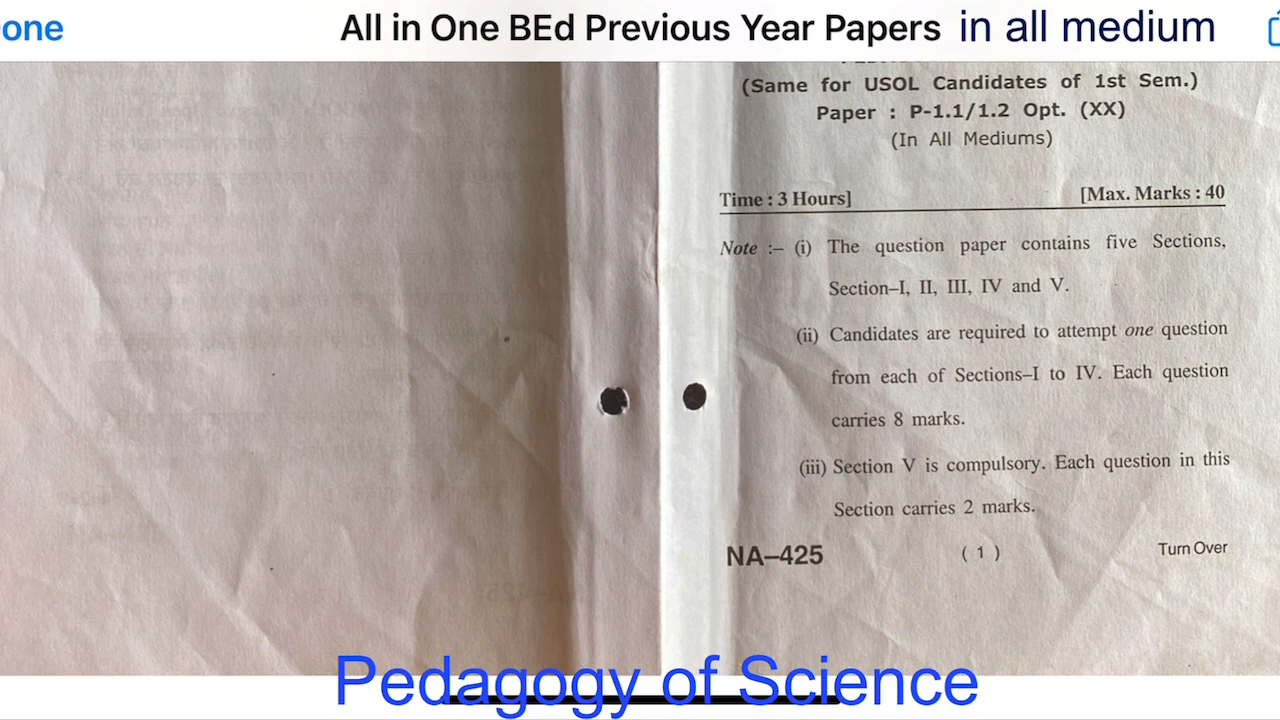 one
All in One BEd Previous Year Papers in all medium
(Same for USOL Candidates of 1st Sem.)
Paper : P-1.1/1.2 Opt. (XX)
(In All Mediums)
Time : 3 Hours] [Max. Marks : 40
Note :– (i) The question paper contains five Sections,
Section–I, II, III, IV and V.
(ii) Candidates are required to attempt one question
from each of Sections–I to IV. Each question
carries 8 marks.
(iii) Section V is compulsory. Each question in this
Section carries 2 marks.
NA–425 ( 1 ) Turn Over
Pedagogy of Science